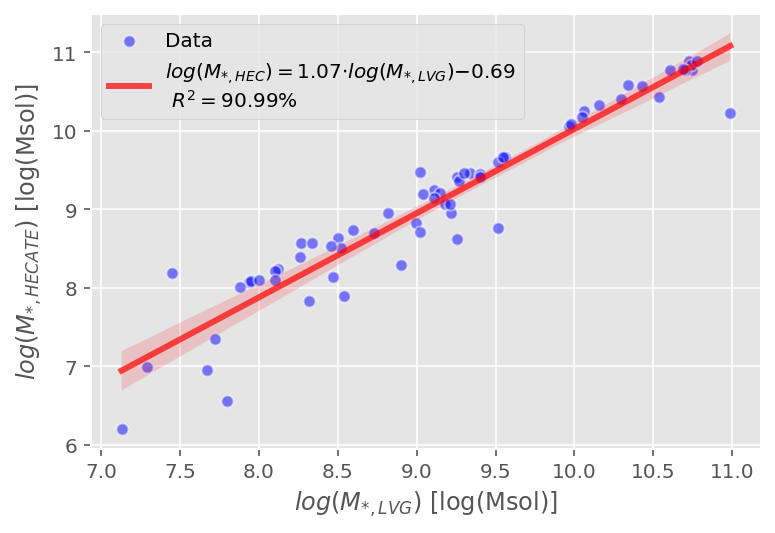 Data
log(M*,HEC) = 1.07·log(M*,LVG)−0.69
R² = 90.99%
11
10
9
8
7
6
log(M*,HECATE) [log(Msol)]
7.0 7.5 8.0 8.5 9.0 9.5 10.0 10.5 11.0
log(M*,LVG) [log(Msol)]